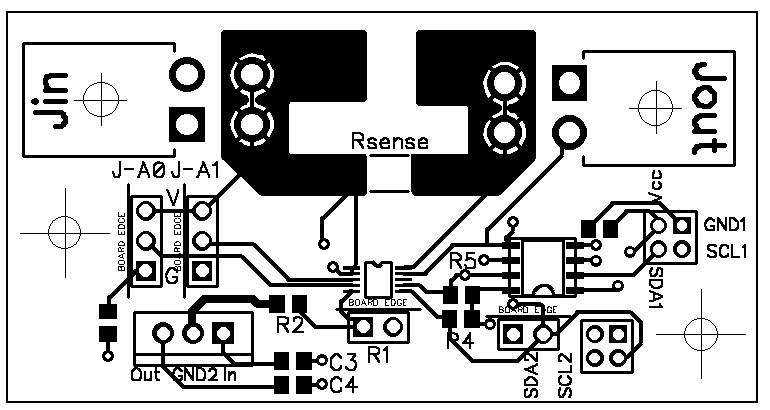 Jin
Jout
Rsense
J-A0 J-A1
V
Vcc
BOARD EDGE
BOARD EDGE
GND1
SCL1
G
R5
SDA1
BOARD EDGE
BOARD EDGE
R2
R1
R4
Out GND2 In
C3
C4
SDA2
SCL2